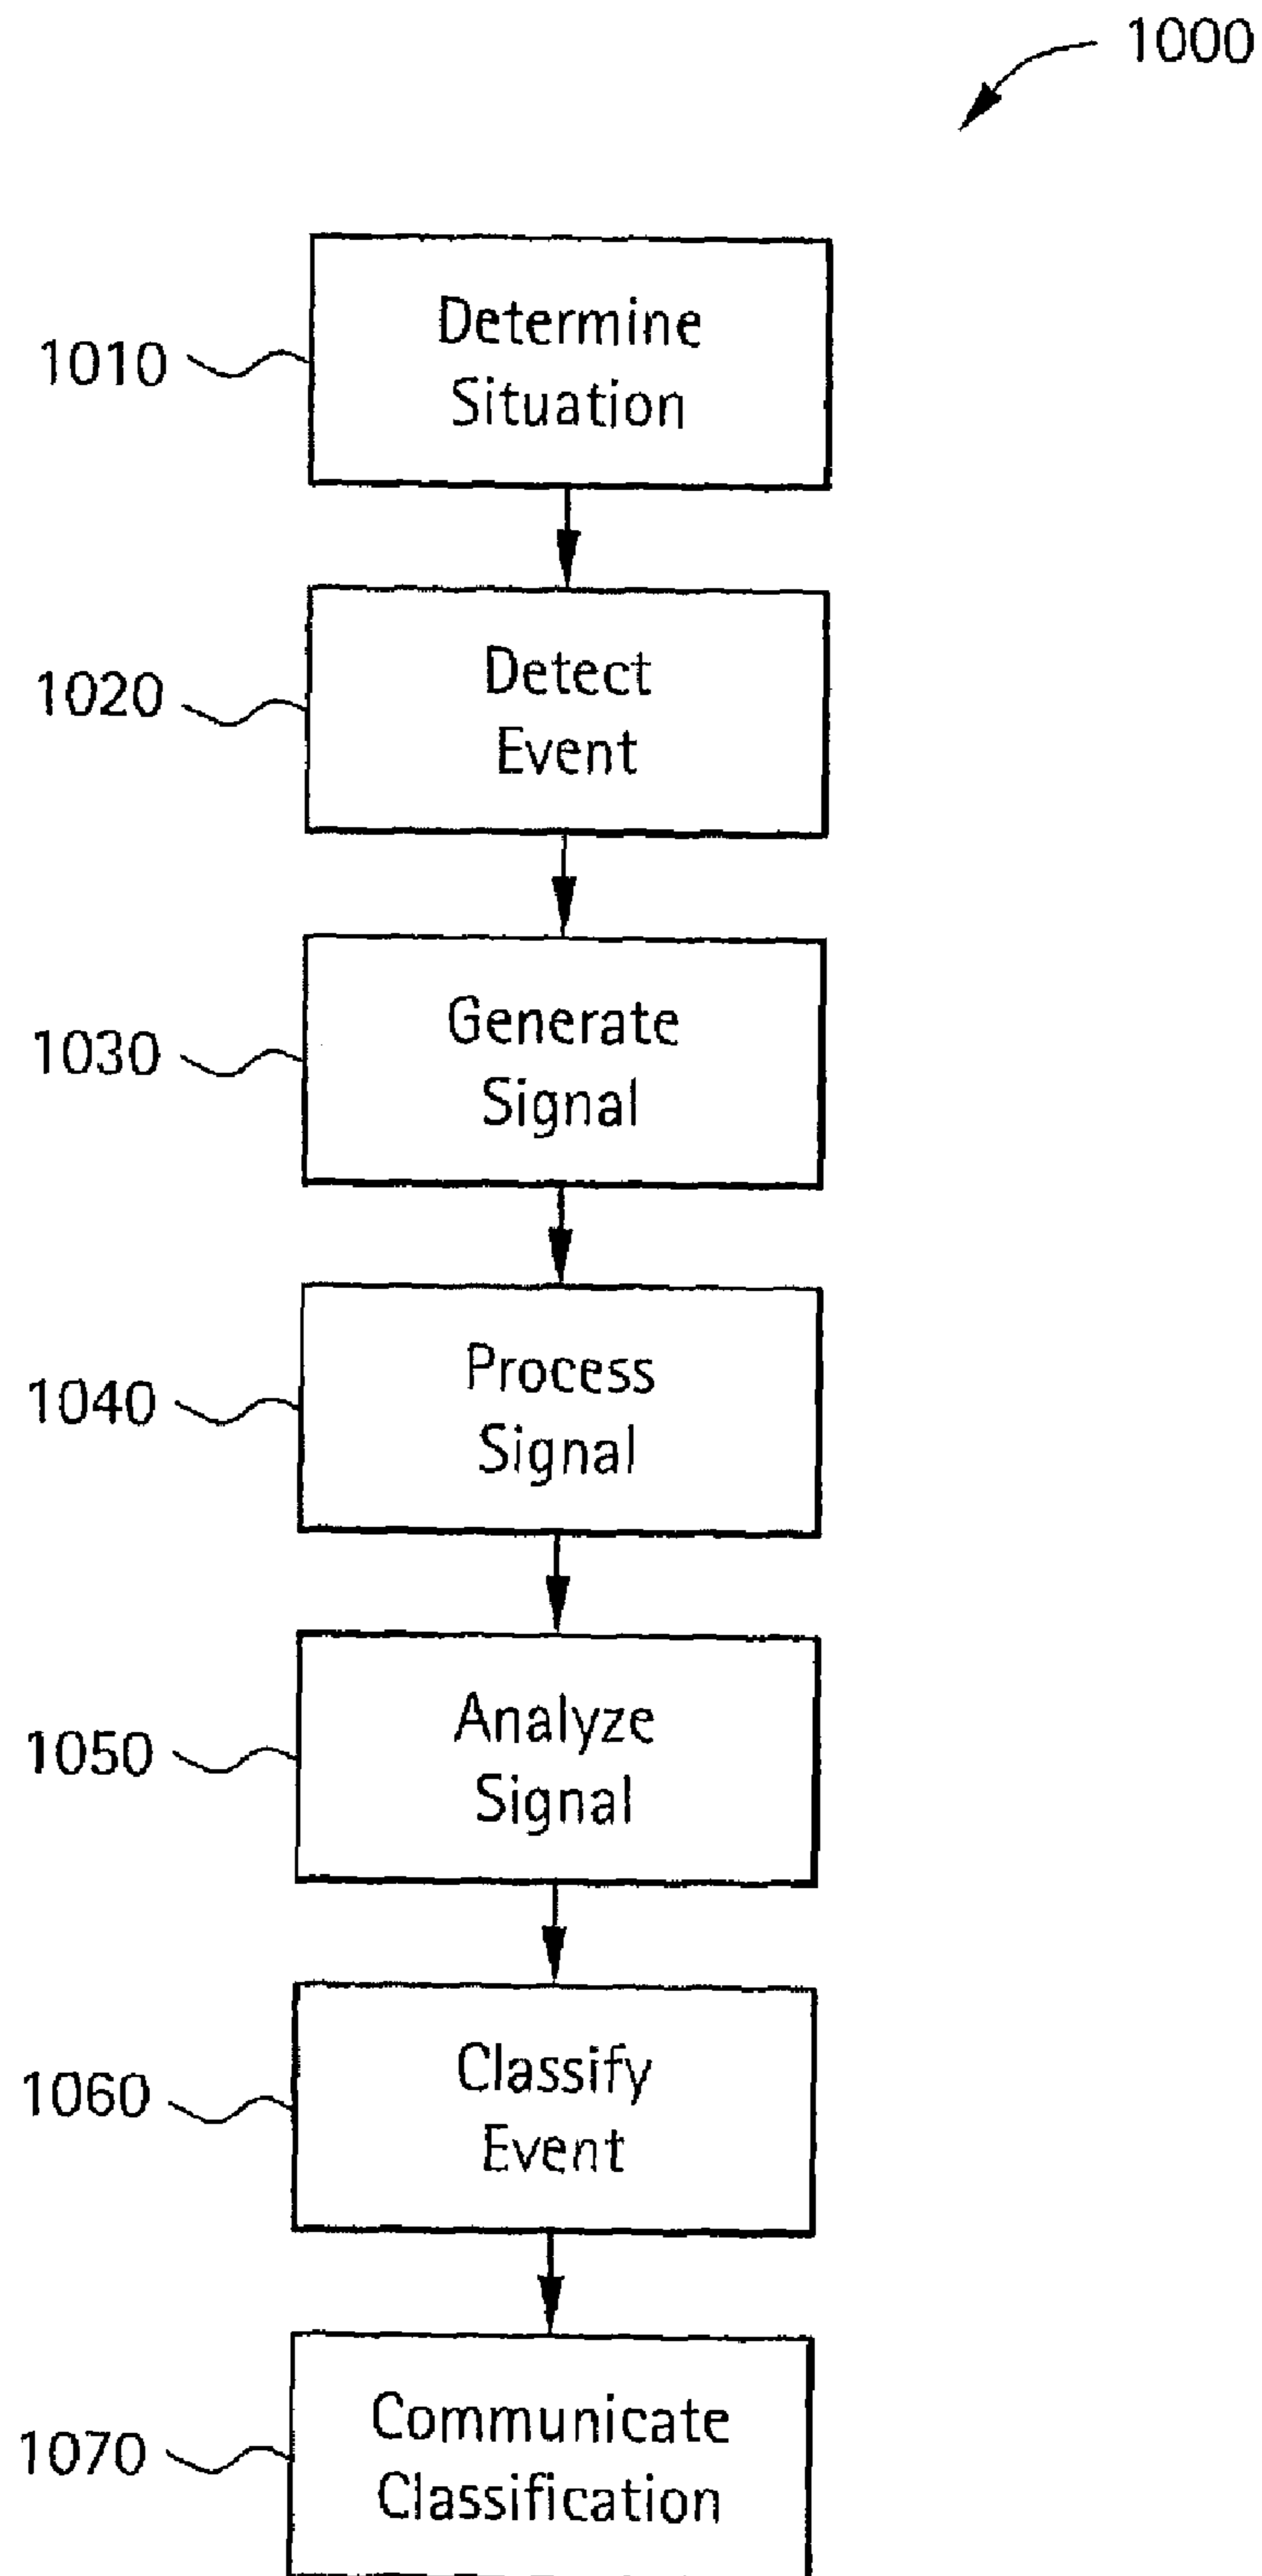 1000
Determine
Situation
1010
Detect
Event
1020
Generate
Signal
1030
Process
Signal
1040
Analyze
Signal
1050
Classify
Event
1060
Communicate
Classification
1070